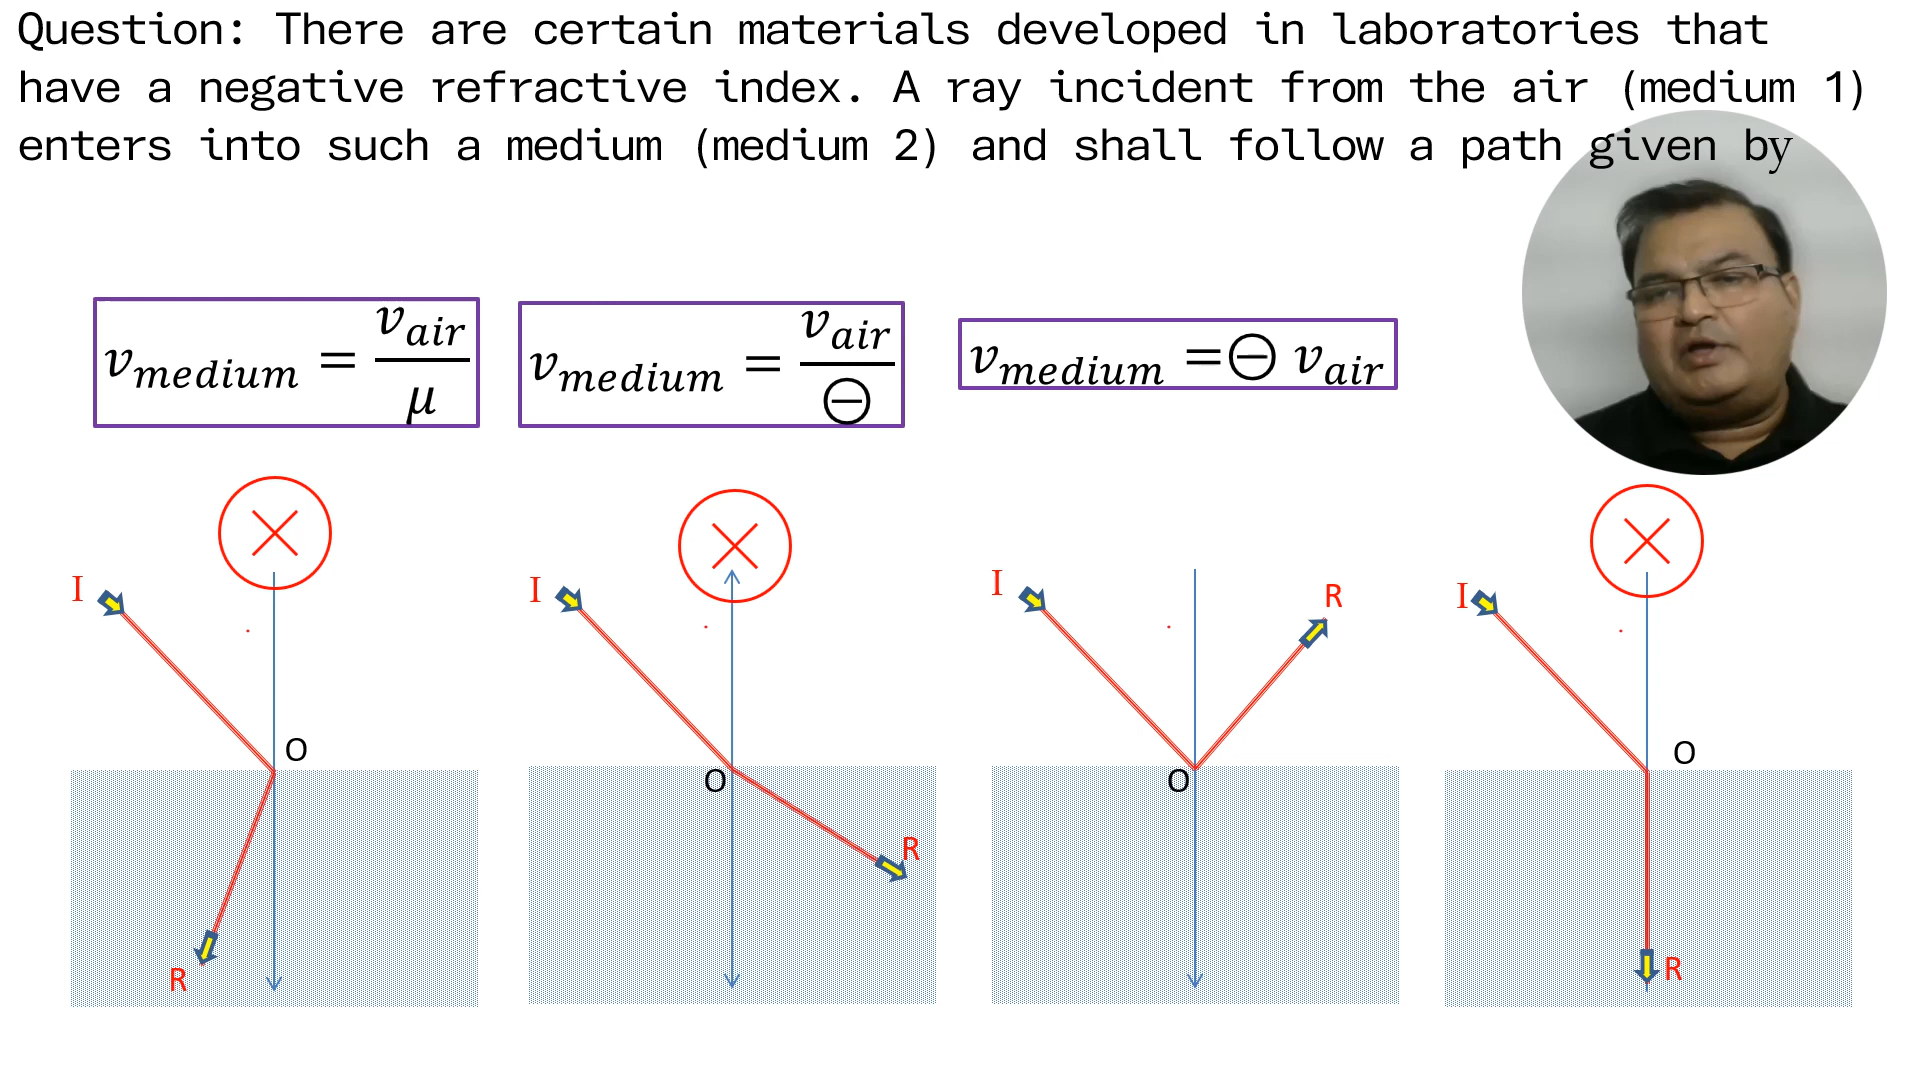 Question: There are certain materials developed in laboratories that
have a negative refractive index. A ray incident from the air (medium 1)
enters into such a medium (medium 2) and shall follow a path given by
v_medium = v_air / μ
v_medium = v_air / ⊖
v_medium = ⊖ v_air
I
I
I
R
I
O
O
O
O
R
R
R